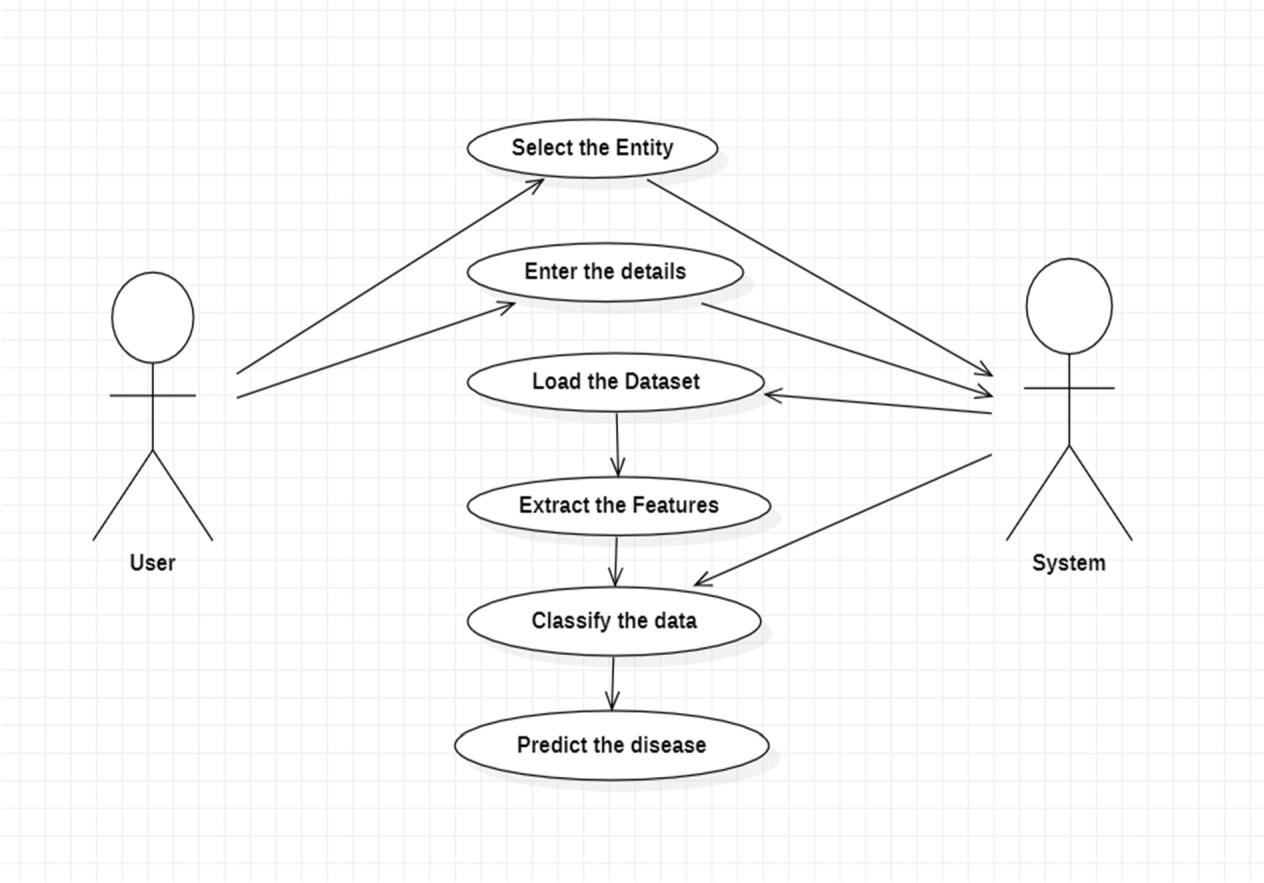 Select the Entity
Enter the details
Load the Dataset
Extract the Features
User
System
Classify the data
Predict the disease